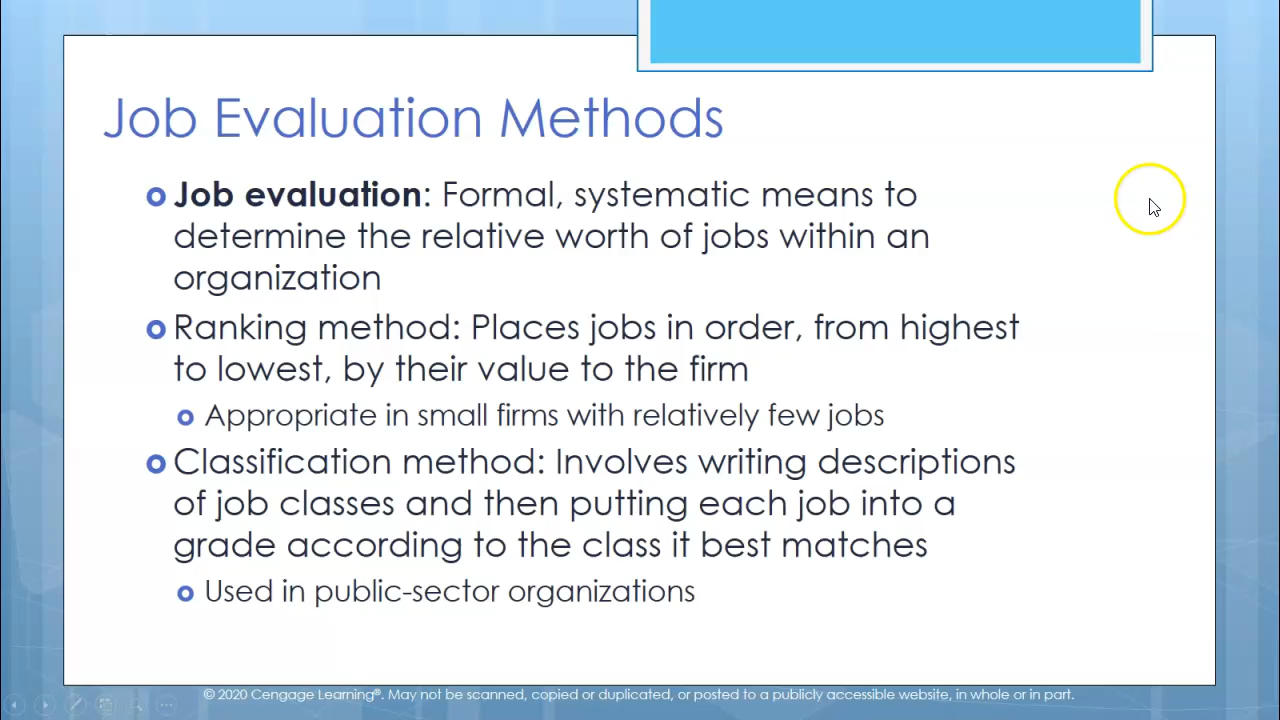 Job Evaluation Methods
Job evaluation: Formal, systematic means to
determine the relative worth of jobs within an
organization
Ranking method: Places jobs in order, from highest
to lowest, by their value to the firm
Appropriate in small firms with relatively few jobs
Classification method: Involves writing descriptions
of job classes and then putting each job into a
grade according to the class it best matches
Used in public-sector organizations
© 2020 Cengage Learning®. May not be scanned, copied or duplicated, or posted to a publicly accessible website, in whole or in part.